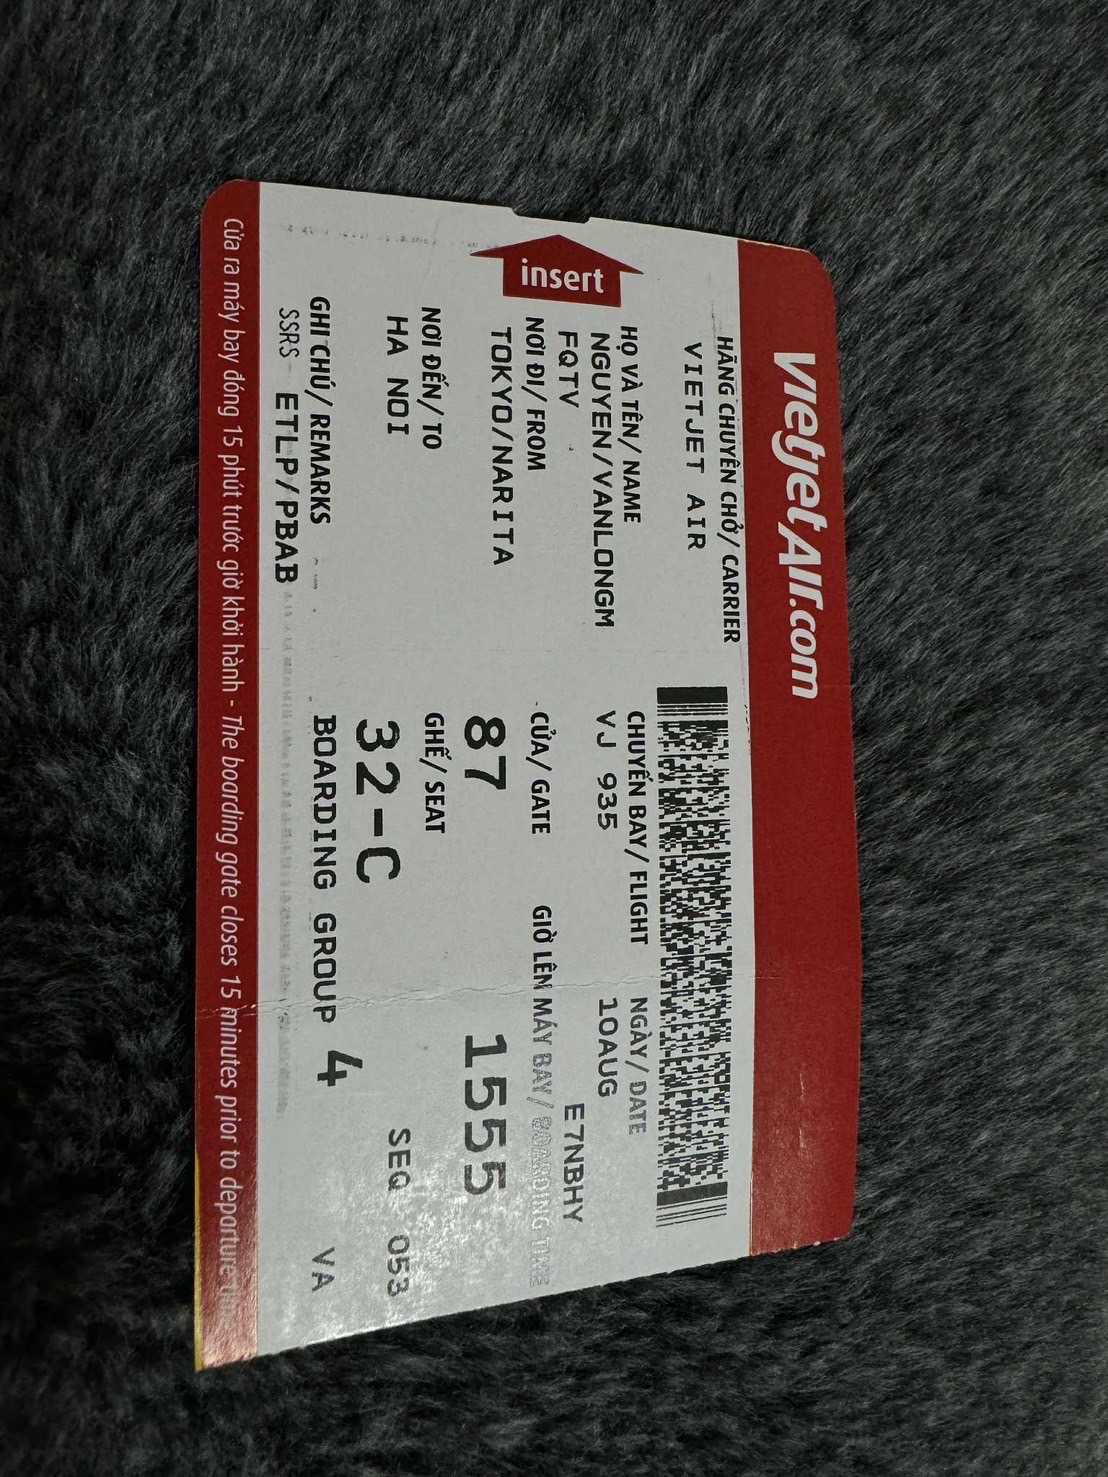 vietjetAir.com
HÃNG CHUYÊN CHỞ/ CARRIER
VIETJET AIR
insert
HỌ VÀ TÊN/ NAME
NGUYEN/VANLONGM
FQTV
CHUYẾN BAY/ FLIGHT
VJ 935
NGÀY/ DATE
10AUG
E7NBHY
NƠI ĐI/ FROM
TOKYO/NARITA
CỬA/ GATE
87
GIỜ LÊN MÁY BAY/ BOARDING TIME
1555
NƠI ĐẾN/ TO
HA NOI
GHẾ/ SEAT
32-C
SEQ 053
GHI CHÚ/ REMARKS
SSRS ETLP/PBAB
BOARDING GROUP 4
VA
Cửa ra máy bay đóng 15 phút trước giờ khởi hành - The boarding gate closes 15 minutes prior to departure